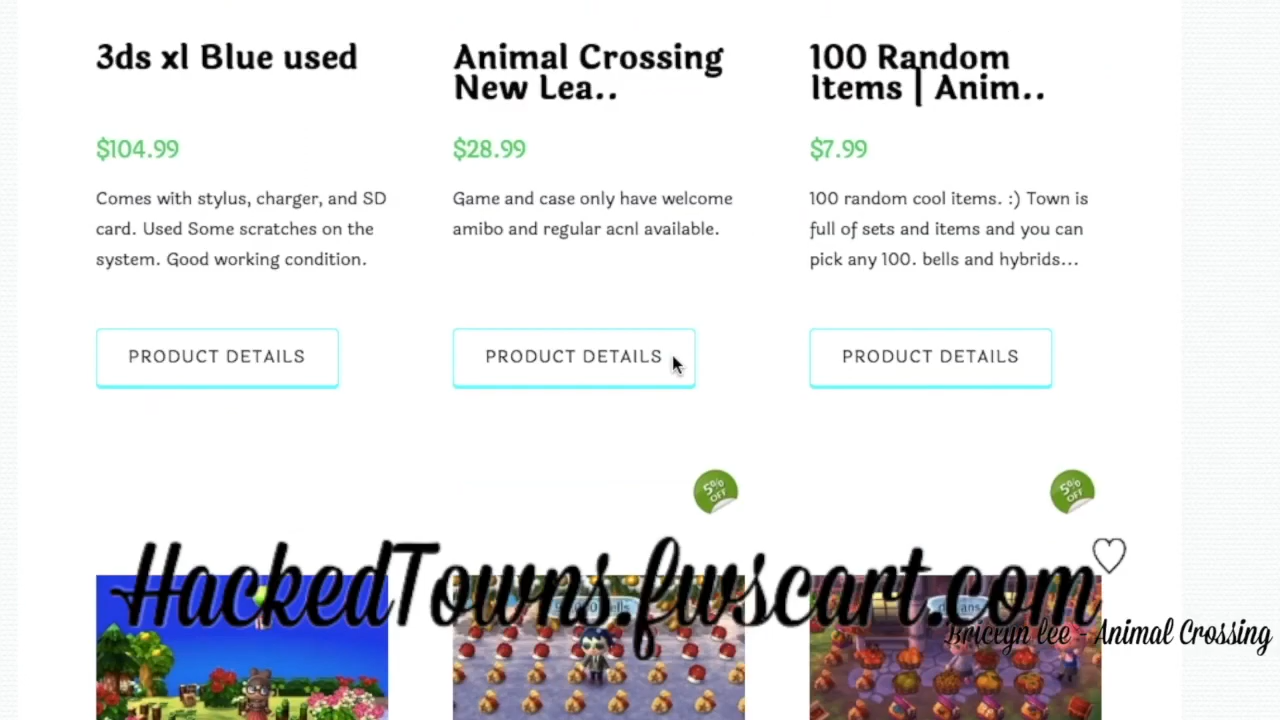 3ds xl Blue used
Animal Crossing
New Lea..
100 Random
Items | Anim..
$104.99
$28.99
$7.99
Comes with stylus, charger, and SD
card. Used Some scratches on the
system. Good working condition.
Game and case only have welcome
amibo and regular acnl available.
100 random cool items. :) Town is
full of sets and items and you can
pick any 100. bells and hybrids...
PRODUCT DETAILS
PRODUCT DETAILS
PRODUCT DETAILS
5% OFF
5% OFF
HackedTowns.fwscart.com
lee - Animal Crossing